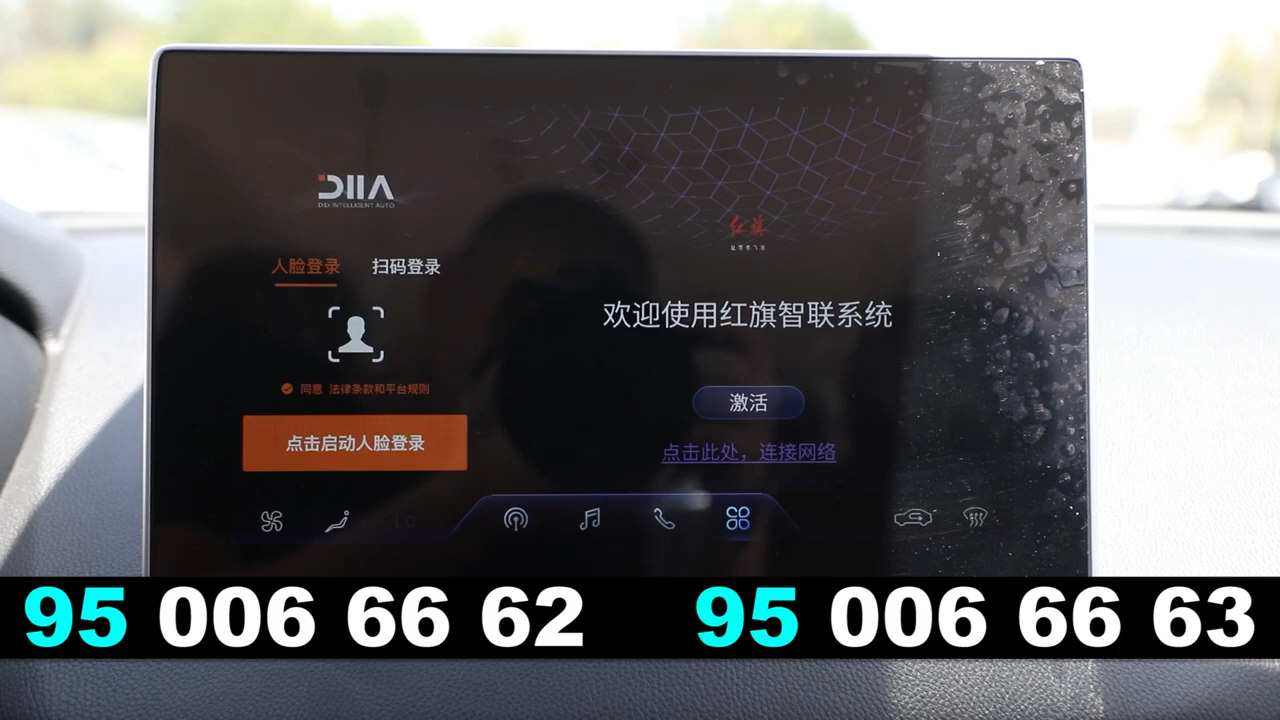 DIIA
DIDI INTELLIGENT AUTO
人脸登录 扫码登录
同意 法律条款和平台规则
点击启动人脸登录
红旗
欢迎使用红旗智联系统
激活
点击此处，连接网络
Lo
95 006 66 62 95 006 66 63